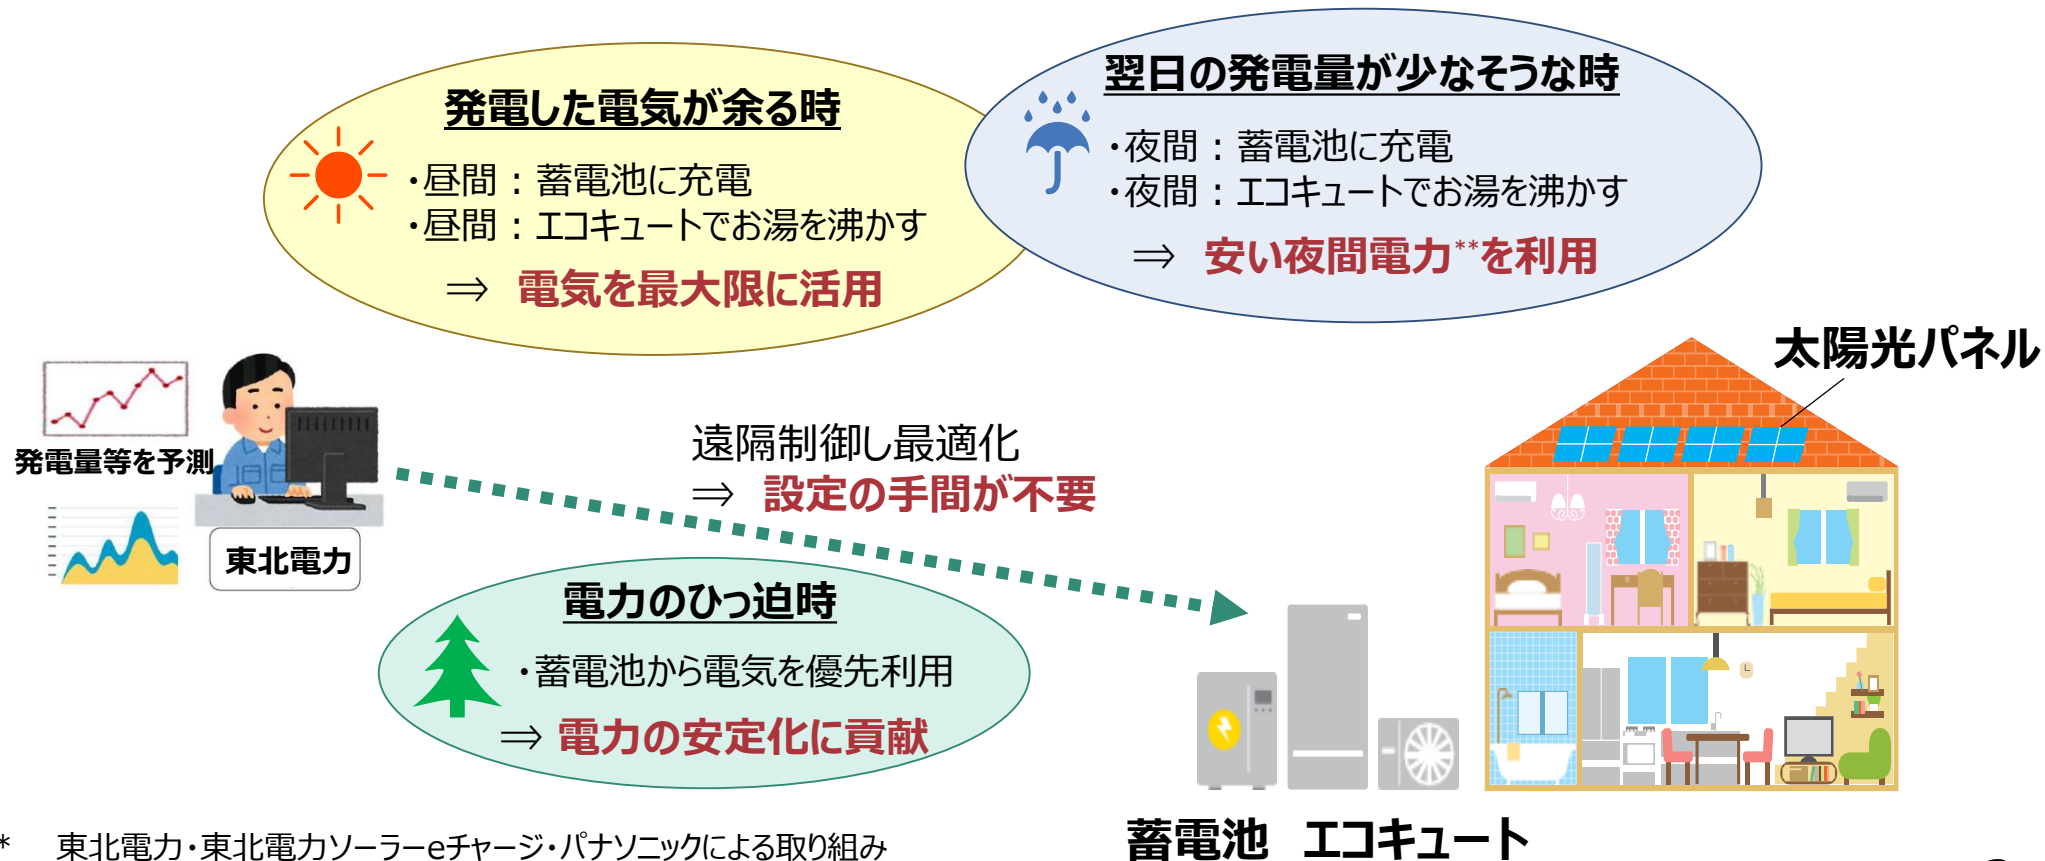 発電した電気が余る時
・昼間：蓄電池に充電
・昼間：エコキュートでお湯を沸かす
⇒ 電気を最大限に活用
翌日の発電量が少なそうな時
・夜間：蓄電池に充電
・夜間：エコキュートでお湯を沸かす
⇒ 安い夜間電力**を利用
太陽光パネル
発電量等を予測
東北電力
遠隔制御し最適化
⇒ 設定の手間が不要
電力のひっ迫時
・蓄電池から電気を優先利用
⇒ 電力の安定化に貢献
蓄電池 エコキュート
* 東北電力・東北電力ソーラーeチャージ・パナソニックによる取り組み